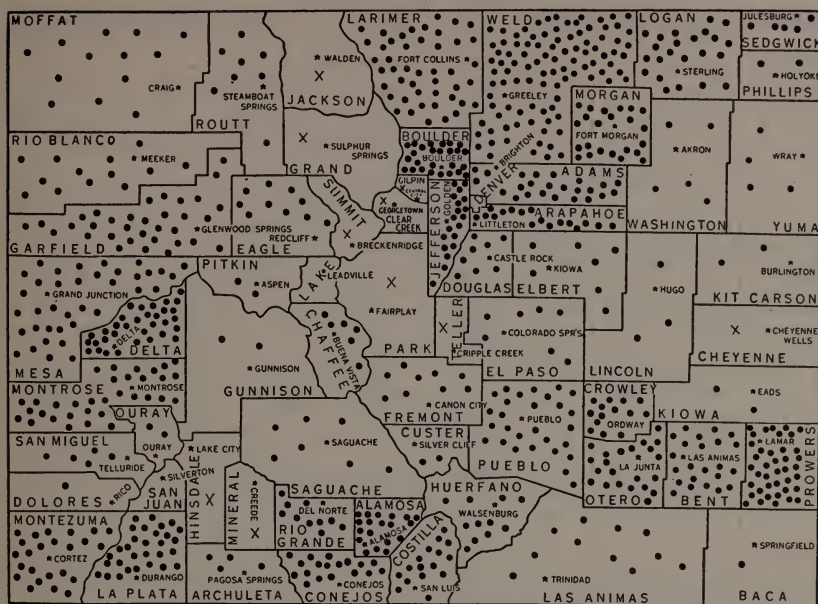 MOFFAT
CRAIG
STEAMBOAT SPRINGS
ROUTT
WALDEN
JACKSON
LARIMER
FORT COLLINS
WELD
GREELEY
LOGAN
STERLING
JULESBURG
SEDGWICK
HOLYOKE
PHILLIPS
MORGAN
FORT MORGAN
RIO BLANCO
MEEKER
SULPHUR SPRINGS
GRAND
BOULDER
BOULDER
GILPIN
CENTRAL CITY
GEORGETOWN
CLEAR CREEK
JEFFERSON
GOLDEN
DENVER
BRIGHTON
ADAMS
LITTLETON
ARAPAHOE
AKRON
WASHINGTON
WRAY
YUMA
GARFIELD
GLENWOOD SPRINGS
REDCLIFF
EAGLE
SUMMIT
BRECKENRIDGE
PITKIN
ASPEN
LAKE
LEADVILLE
FAIRPLAY
PARK
DOUGLAS
CASTLE ROCK
KIOWA
ELBERT
HUGO
LINCOLN
BURLINGTON
KIT CARSON
CHEYENNE WELLS
CHEYENNE
GRAND JUNCTION
MESA
DELTA
DELTA
GUNNISON
GUNNISON
CHAFFEE
BUENA VISTA
TELLER
CRIPPLE CREEK
COLORADO SPR'S
EL PASO
MONTROSE
MONTROSE
OURAY
OURAY
CANON CITY
FREMONT
CUSTER
SILVER CLIFF
PUEBLO
PUEBLO
CROWLEY
ORDWAY
EADS
KIOWA
SAN MIGUEL
TELLURIDE
LAKE CITY
HINSDALE
SILVERTON
SAN JUAN
SAGUACHE
SAGUACHE
LA JUNTA
OTERO
LAS ANIMAS
BENT
LAMAR
PROWERS
DOLORES
RICO
MINERAL
CREEDE
DEL NORTE
RIO GRANDE
ALAMOSA
ALAMOSA
HUERFANO
WALSENBURG
MONTEZUMA
CORTEZ
DURANGO
LA PLATA
PAGOSA SPRINGS
ARCHULETA
CONEJOS
CONEJOS
COSTILLA
SAN LUIS
TRINIDAD
LAS ANIMAS
SPRINGFIELD
BACA